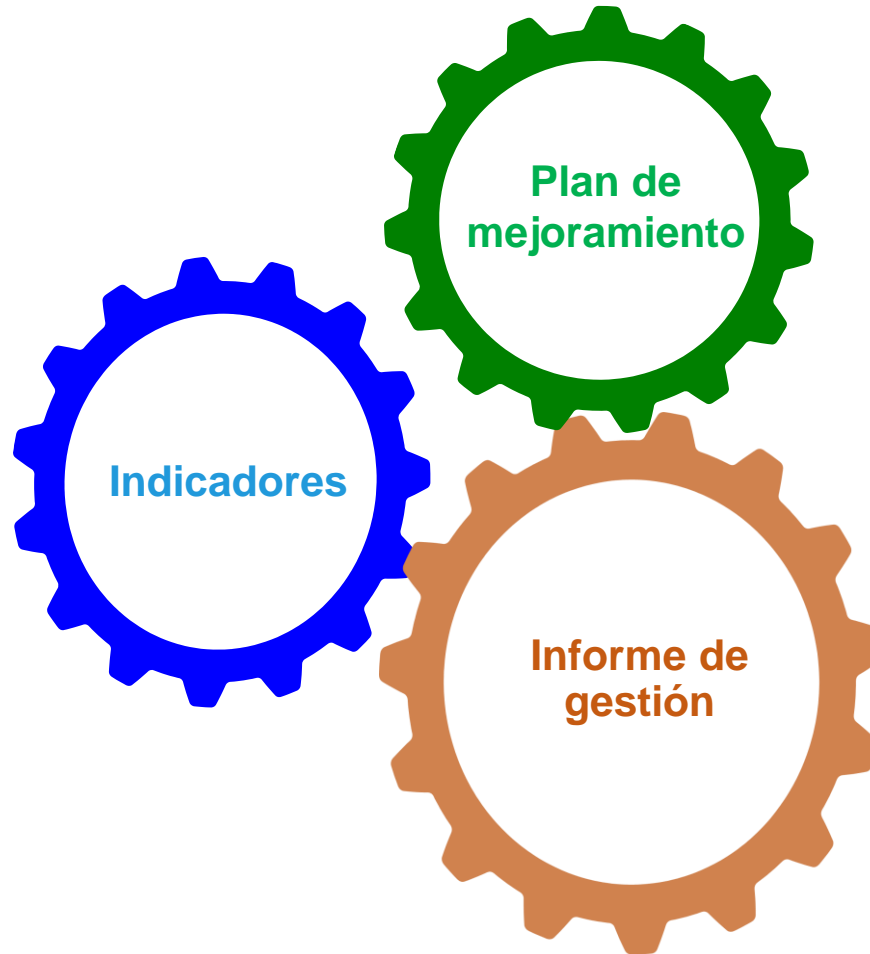 Plan de
mejoramiento
Indicadores
Informe de
gestión